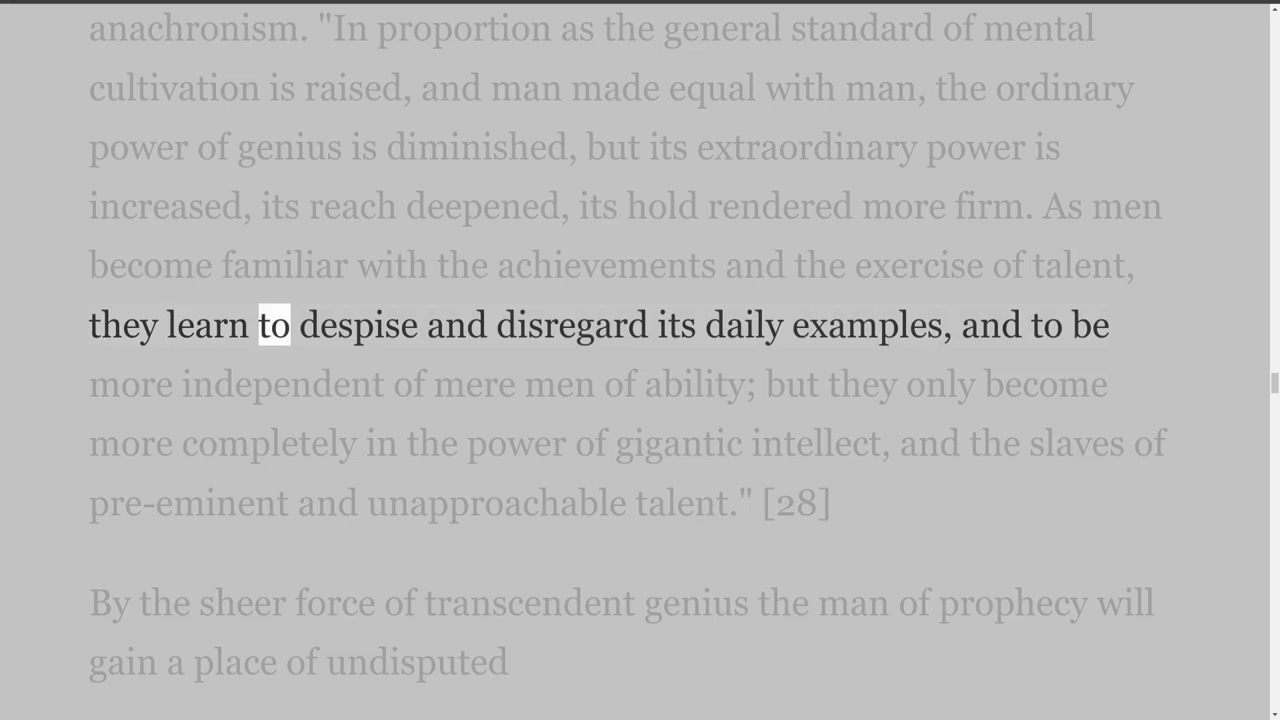 anachronism. "In proportion as the general standard of mental
cultivation is raised, and man made equal with man, the ordinary
power of genius is diminished, but its extraordinary power is
increased, its reach deepened, its hold rendered more firm. As men
become familiar with the achievements and the exercise of talent,
they learn to despise and disregard its daily examples, and to be
more independent of mere men of ability; but they only become
more completely in the power of gigantic intellect, and the slaves of
pre-eminent and unapproachable talent." [28]
By the sheer force of transcendent genius the man of prophecy will
gain a place of undisputed